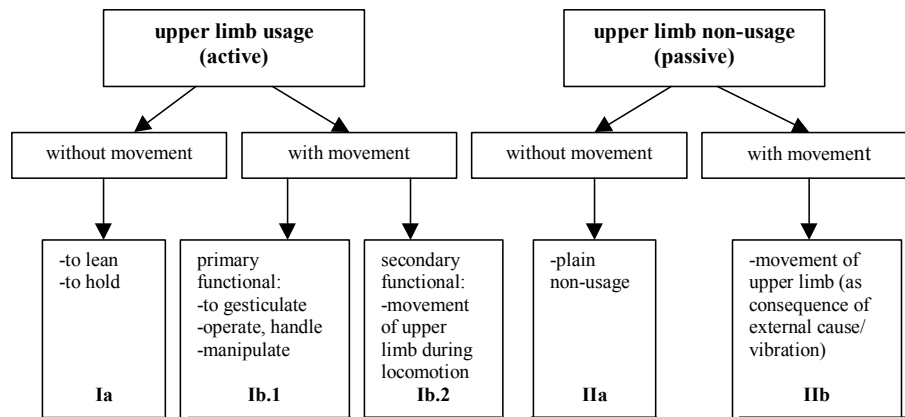 upper limb usage
(active)
upper limb non-usage
(passive)
without movement
with movement
without movement
with movement
-to lean
-to hold
Ia
primary
functional:
-to gesticulate
-operate, handle
-manipulate
Ib.1
secondary
functional:
-movement
of upper
limb during
locomotion
Ib.2
-plain
non-usage
IIa
-movement of
upper limb (as
consequence of
external cause/
vibration)
IIb